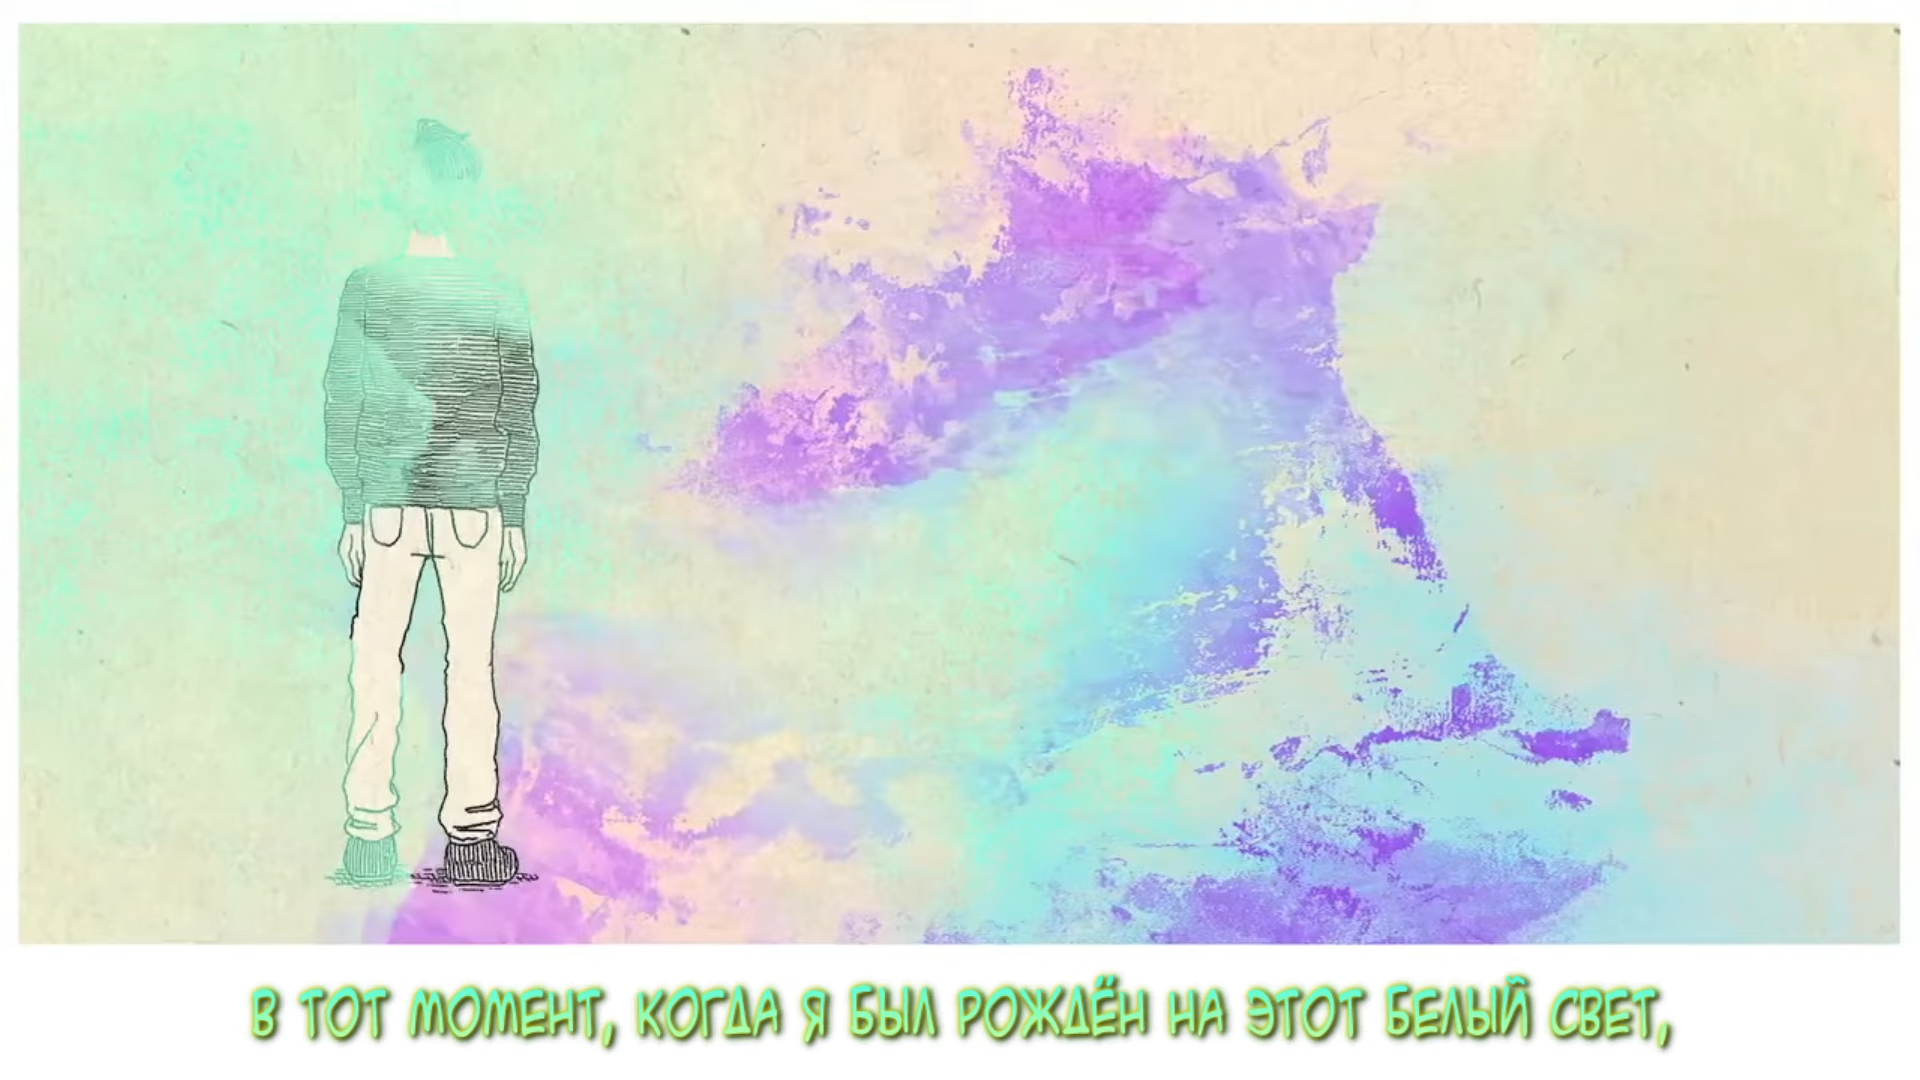 В ТОТ МОМЕНТ, КОГДА Я БЫЛ РОЖДЁН НА ЭТОТ БЕЛЫЙ СВЕТ,